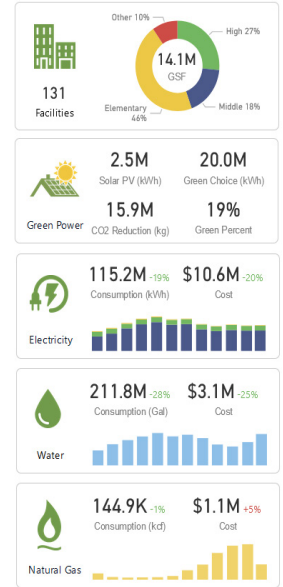 Other 10%
High 27%
14.1M
GSF
131
Facilities
Elementary
46%
Middle 18%
2.5M 20.0M
Solar PV (kWh) Green Choice (kWh)
15.9M 19%
Green Power CO2 Reduction (kg) Green Percent
115.2M -19% $10.6M -20%
Consumption (kWh) Cost
Electricity
211.8M -28% $3.1M -25%
Consumption (Gal) Cost
Water
144.9K -1% $1.1M +5%
Consumption (kcf) Cost
Natural Gas